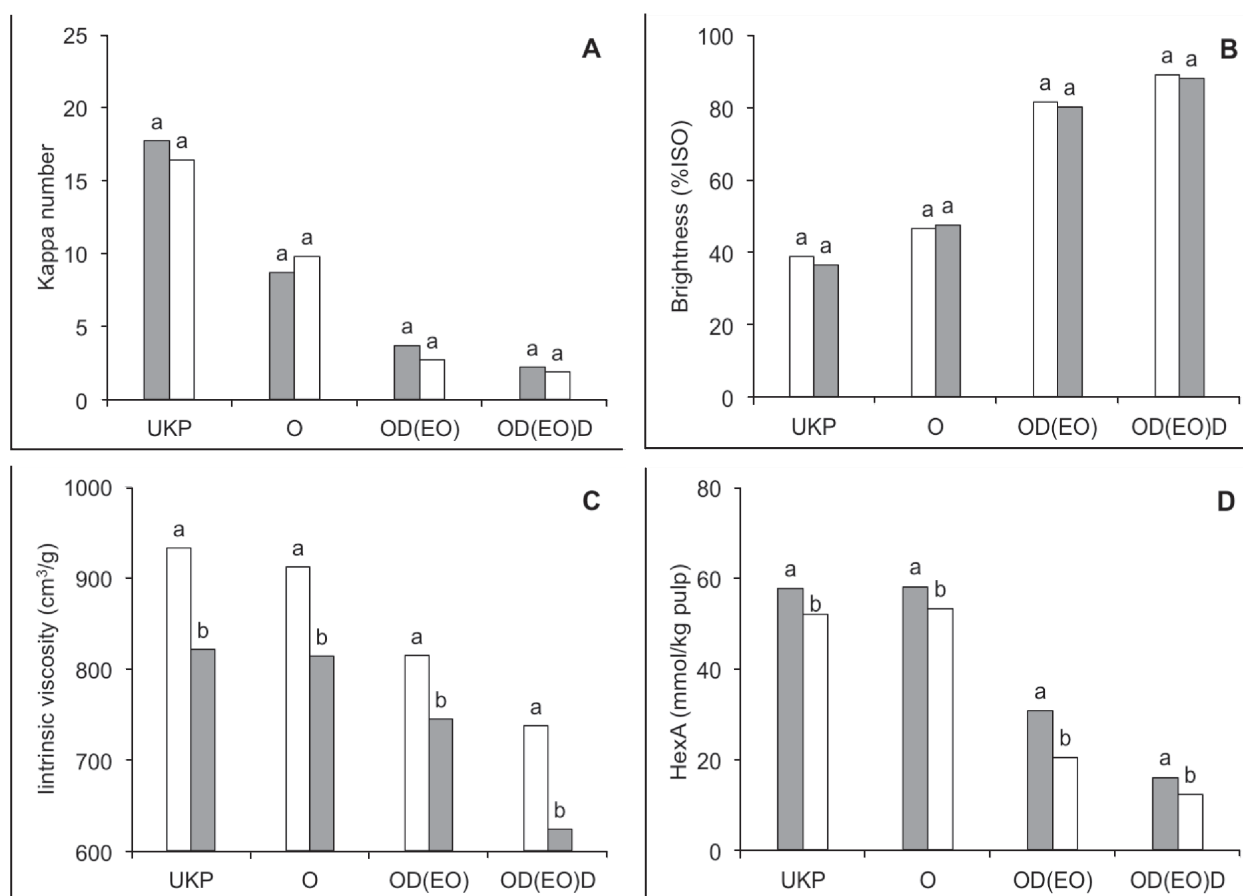 A
Kappa number
25
20
15
10
5
0
a a
a a
a a
a a
UKP O OD(EO) OD(EO)D
B
Brightness (%ISO)
100
80
60
40
20
0
a a
a a
a a
a a
UKP O OD(EO) OD(EO)D
C
Iintrinsic viscosity (cm³/g)
1000
900
800
700
600
a b
a b
a b
a b
UKP O OD(EO) OD(EO)D
D
HexA (mmol/kg pulp)
80
60
40
20
0
a b
a b
a b
a b
UKP O OD(EO) OD(EO)D